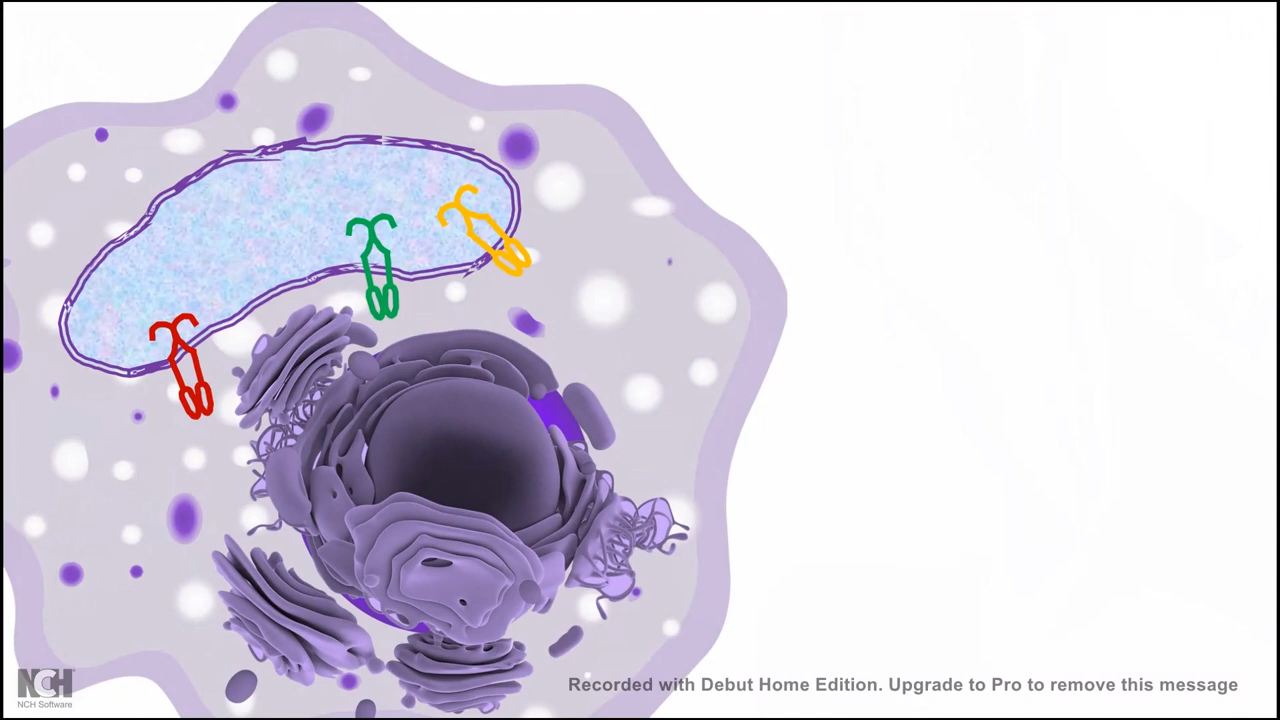 NCH
NCH Software
Recorded with Debut Home Edition. Upgrade to Pro to remove this message